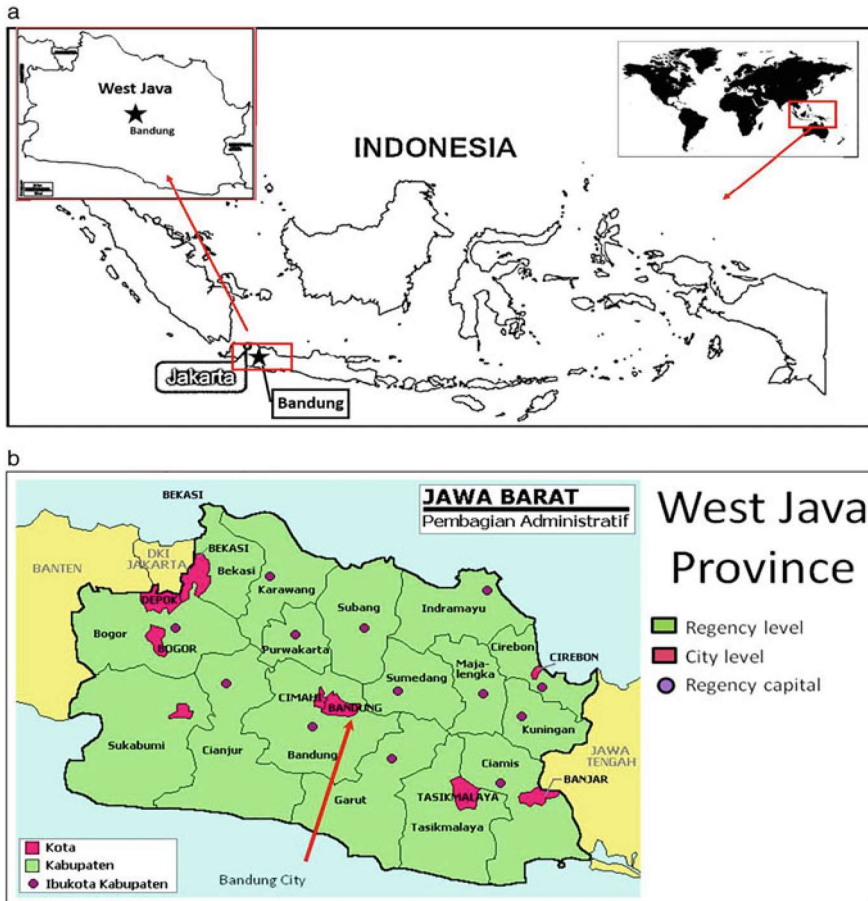 a
West Java
Bandung
INDONESIA
Jakarta
Bandung
b
BEKASI
JAWA BARAT
Pembagian Administratif
West Java
Province
Regency level
City level
Regency capital
DKI
JAKARTA
BANTEN
BEKASI
Bekasi
Karawang
DEPOK
Subang
Indramayu
Bogor
BOGOR
Purwakarta
Cirebon
CIREBON
Maja-
lengka
Sumedang
CIMAHI
BANDUNG
Kuningan
Sukabumi
Cianjur
Bandung
Ciamis
JAWA
TENGAH
Garut
TASIKMALAYA
BANJAR
Tasikmalaya
Kota
Kabupaten
Ibukota Kabupaten
Bandung City